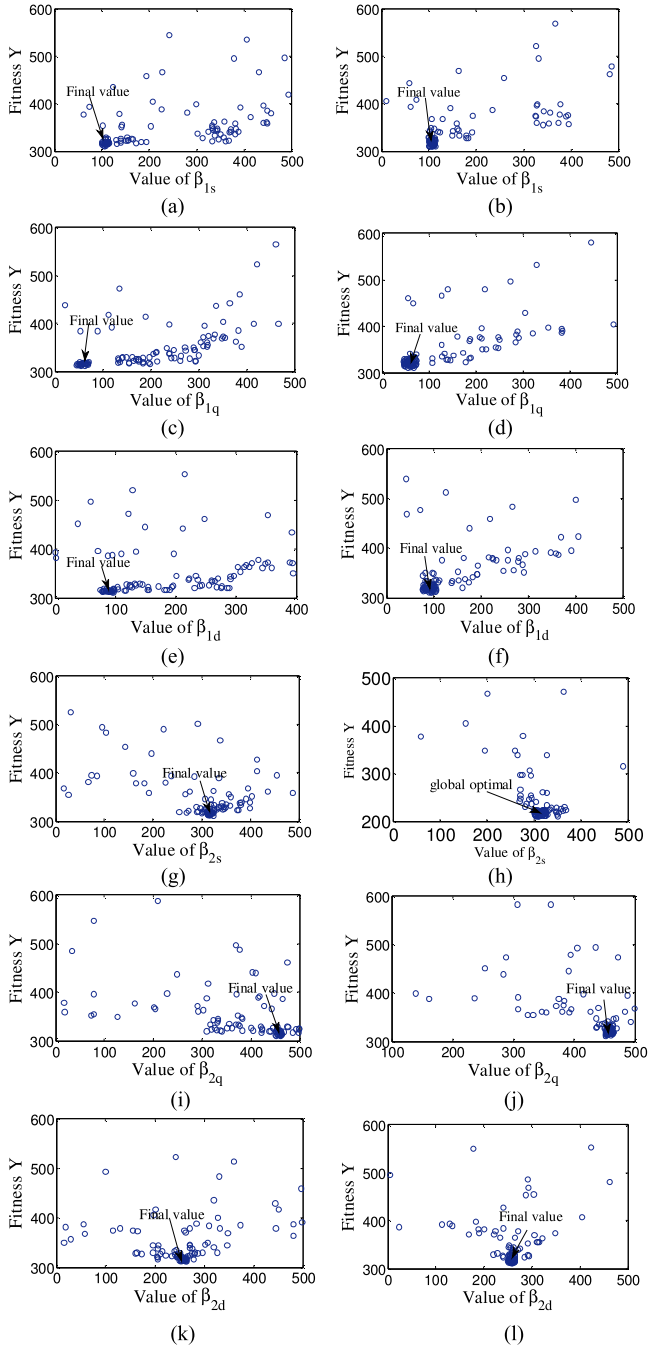 600
500
400
300
0
100
200
300
400
500
Fitness Y
Final value
Value of β1s
(a)
600
500
400
300
0
100
200
300
400
500
Fitness Y
Final value
Value of β1s
(b)
600
500
400
300
0
100
200
300
400
500
Fitness Y
Final value
Value of β1q
(c)
600
500
400
300
0
100
200
300
400
500
Fitness Y
Final value
Value of β1q
(d)
600
500
400
300
0
100
200
300
400
Fitness Y
Final value
Value of β1d
(e)
600
500
400
300
0
100
200
300
400
500
Fitness Y
Final value
Value of β1d
(f)
600
500
400
300
0
100
200
300
400
500
Fitness Y
Final value
Value of β2s
(g)
500
400
300
200
0
100
200
300
400
500
Fitness Y
global optimal
Value of β2s
(h)
600
500
400
300
0
100
200
300
400
500
Fitness Y
Final value
Value of β2q
(i)
600
500
400
300
100
200
300
400
500
Fitness Y
Final value
Value of β2q
(j)
600
500
400
300
0
100
200
300
400
500
Fitness Y
Final value
Value of β2d
(k)
600
500
400
300
0
100
200
300
400
500
Fitness Y
Final value
Value of β2d
(l)